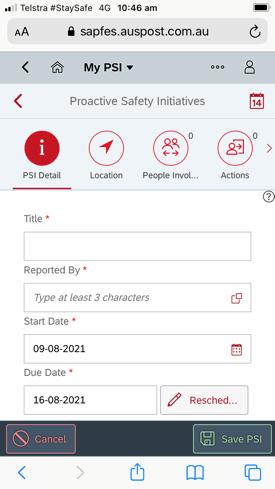 Telstra #StaySafe 4G 10:46 am
AA sapfes.auspost.com.au
My PSI
Proactive Safety Initiatives
14
0 0
i
PSI Detail Location People Invol... Actions
?
Title *
Reported By *
Type at least 3 characters
Start Date *
09-08-2021
Due Date *
16-08-2021 Resched...
Cancel Save PSI